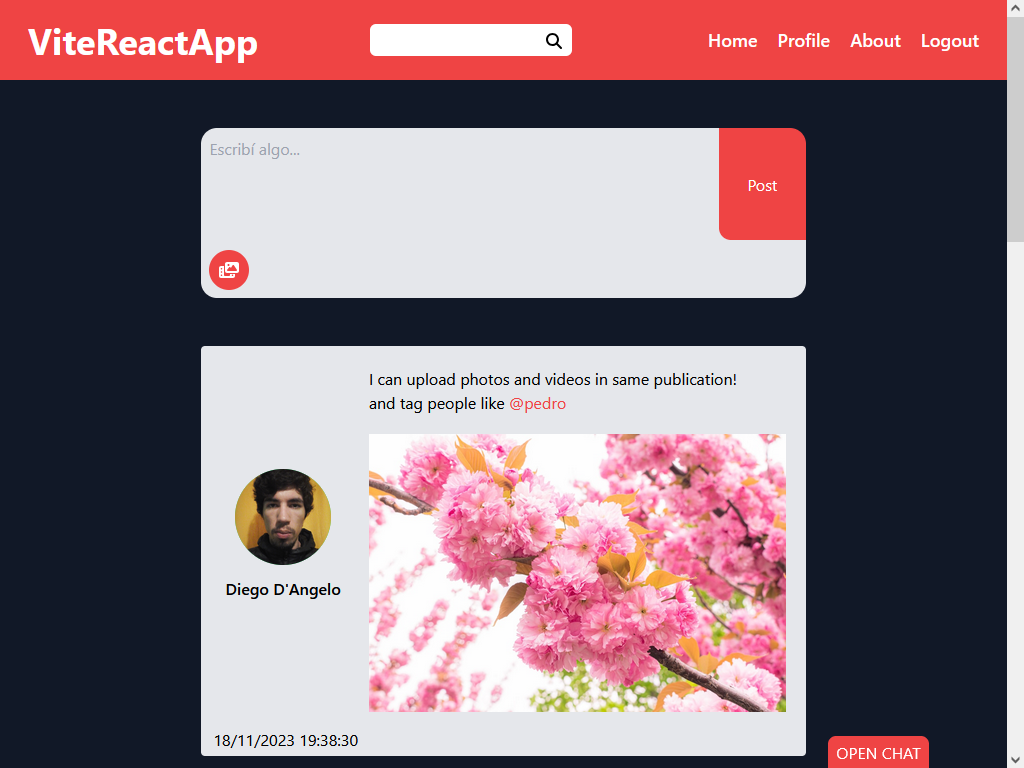 ViteReactApp
Home Profile About Logout
Escribí algo...
Post
I can upload photos and videos in same publication!
and tag people like @pedro
Diego D'Angelo
18/11/2023 19:38:30
OPEN CHAT